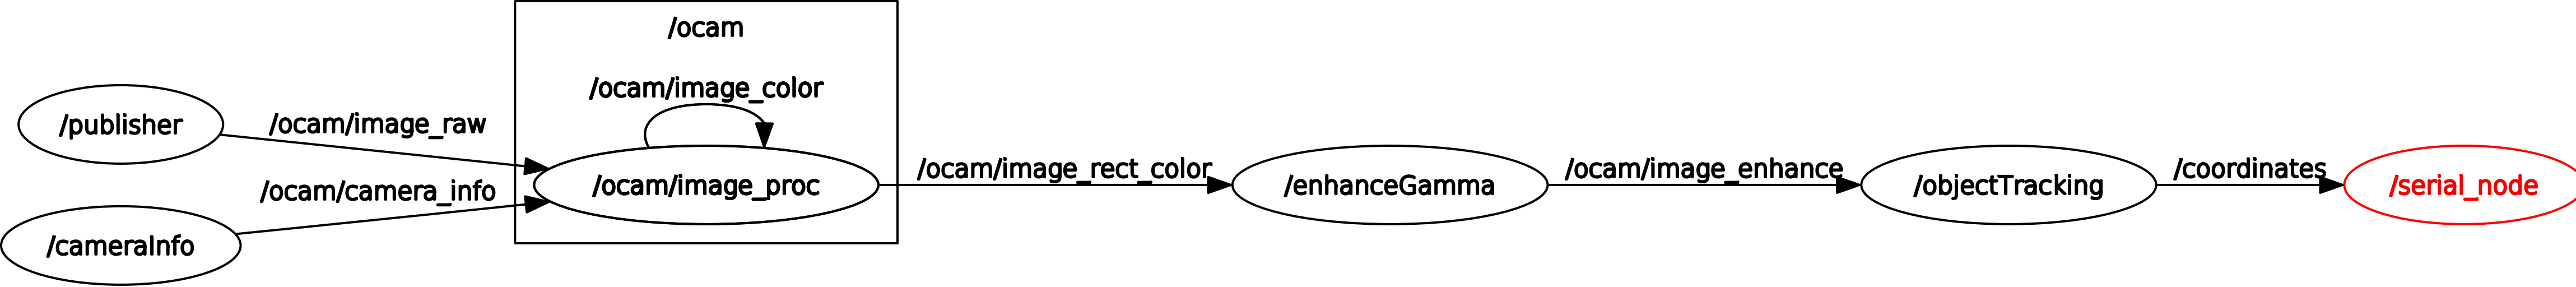 /ocam
/ocam/image_color
/publisher
/ocam/image_raw
/ocam/camera_info
/cameraInfo
/ocam/image_proc
/ocam/image_rect_color
/enhanceGamma
/ocam/image_enhance
/objectTracking
/coordinates
/serial_node